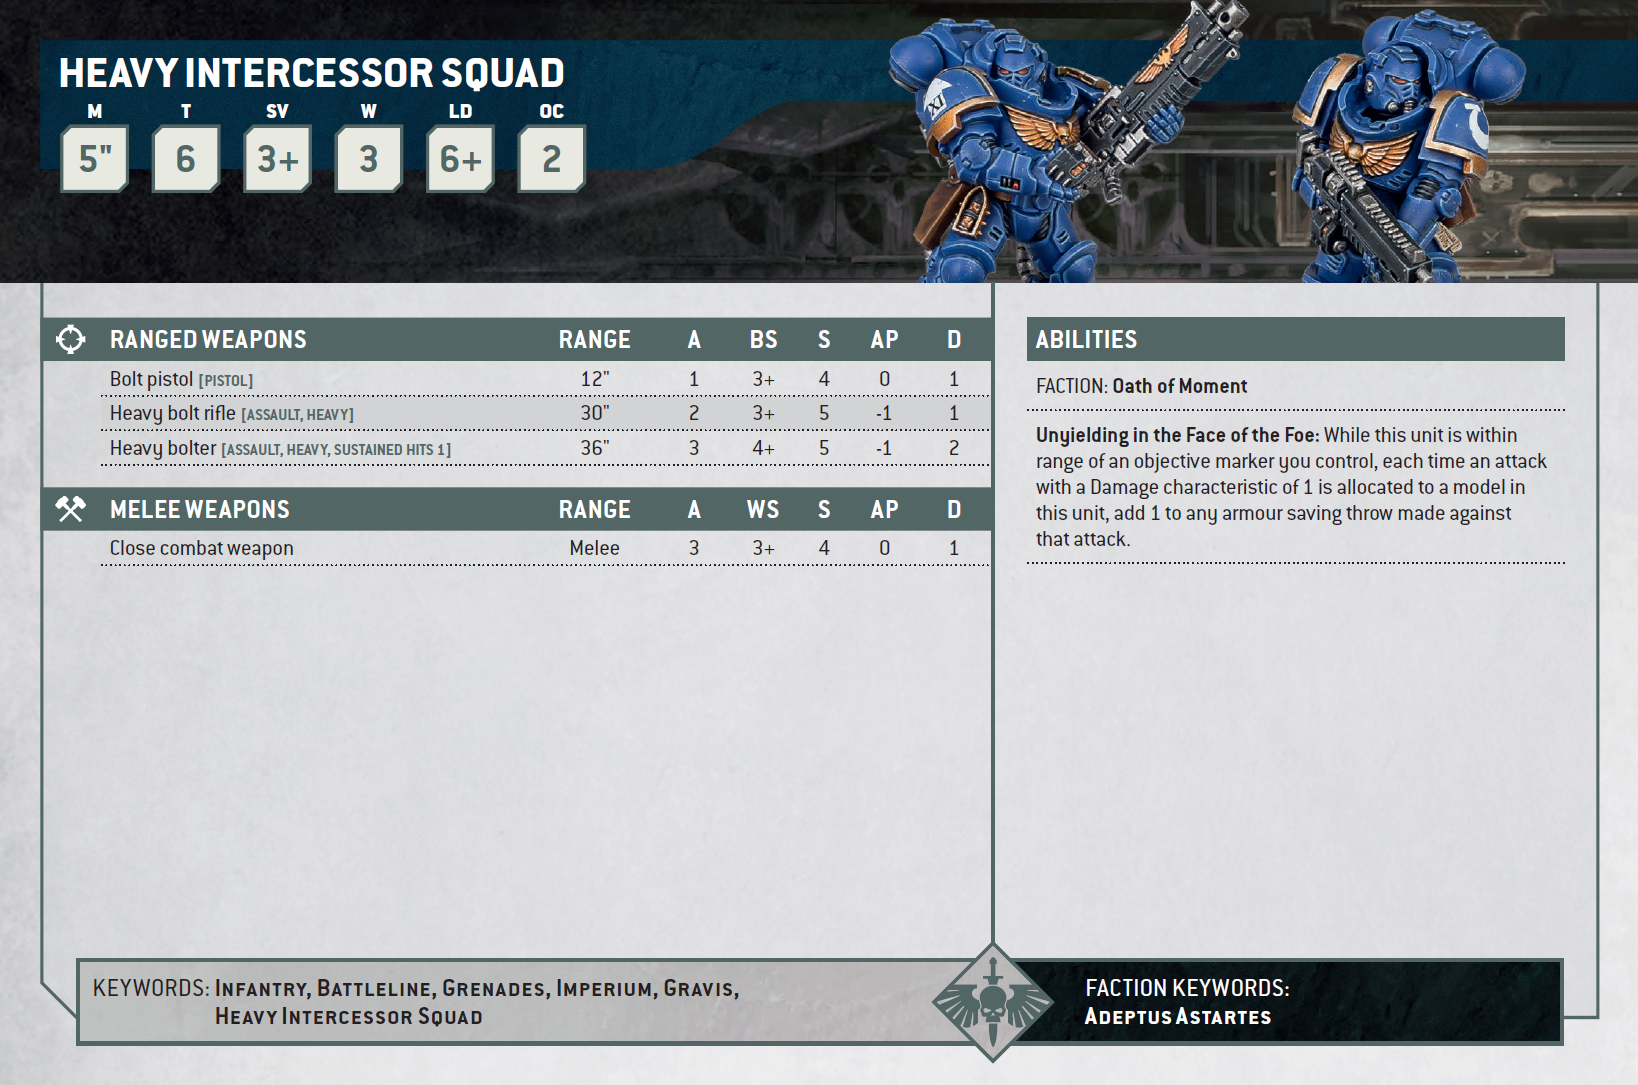 HEAVY INTERCESSOR SQUAD
M T SV W LD OC
5" 6 3+ 3 6+ 2
XI
RANGED WEAPONS RANGE A BS S AP D
Bolt pistol [PISTOL] 12" 1 3+ 4 0 1
Heavy bolt rifle [ASSAULT, HEAVY] 30" 2 3+ 5 -1 1
Heavy bolter [ASSAULT, HEAVY, SUSTAINED HITS 1] 36" 3 4+ 5 -1 2
MELEE WEAPONS RANGE A WS S AP D
Close combat weapon Melee 3 3+ 4 0 1
ABILITIES
FACTION: Oath of Moment
Unyielding in the Face of the Foe: While this unit is within
range of an objective marker you control, each time an attack
with a Damage characteristic of 1 is allocated to a model in
this unit, add 1 to any armour saving throw made against
that attack.
KEYWORDS: INFANTRY, BATTLELINE, GRENADES, IMPERIUM, GRAVIS,
HEAVY INTERCESSOR SQUAD
FACTION KEYWORDS:
ADEPTUS ASTARTES